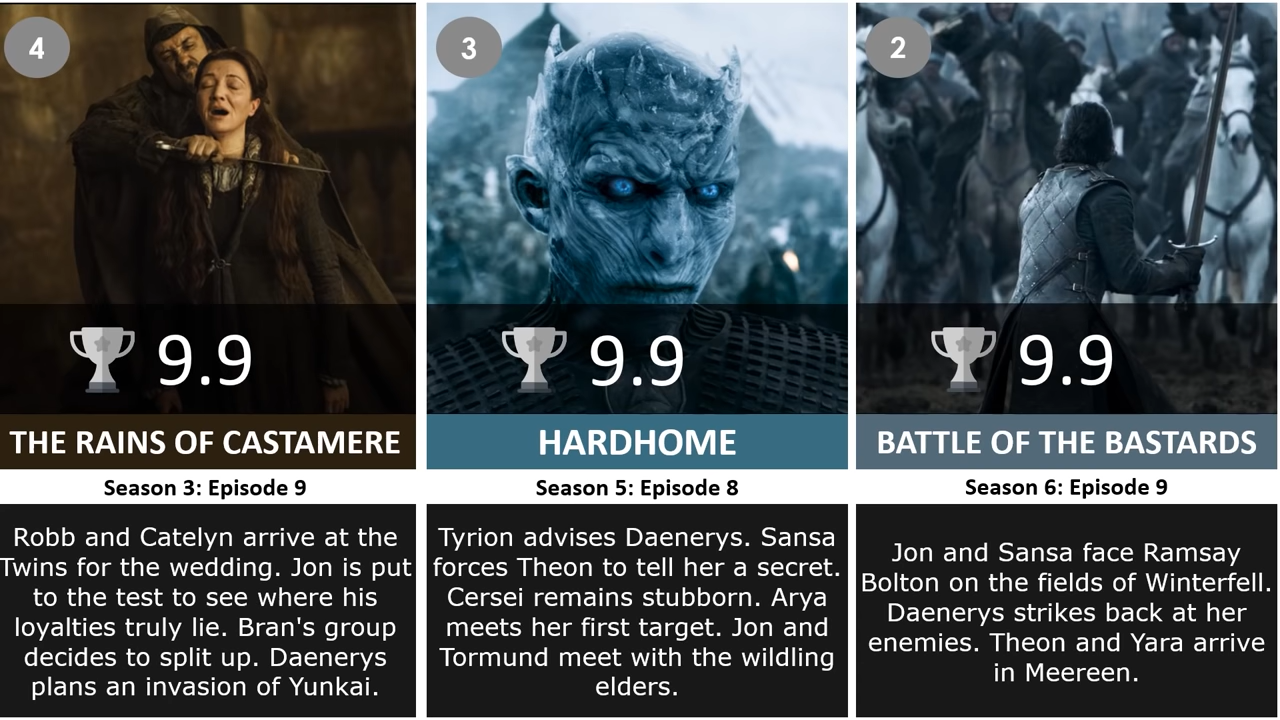 4
9.9
THE RAINS OF CASTAMERE
Season 3: Episode 9
Robb and Catelyn arrive at the
Twins for the wedding. Jon is put
to the test to see where his
loyalties truly lie. Bran's group
decides to split up. Daenerys
plans an invasion of Yunkai.
3
9.9
HARDHOME
Season 5: Episode 8
Tyrion advises Daenerys. Sansa
forces Theon to tell her a secret.
Cersei remains stubborn. Arya
meets her first target. Jon and
Tormund meet with the wildling
elders.
2
9.9
BATTLE OF THE BASTARDS
Season 6: Episode 9
Jon and Sansa face Ramsay
Bolton on the fields of Winterfell.
Daenerys strikes back at her
enemies. Theon and Yara arrive
in Meereen.